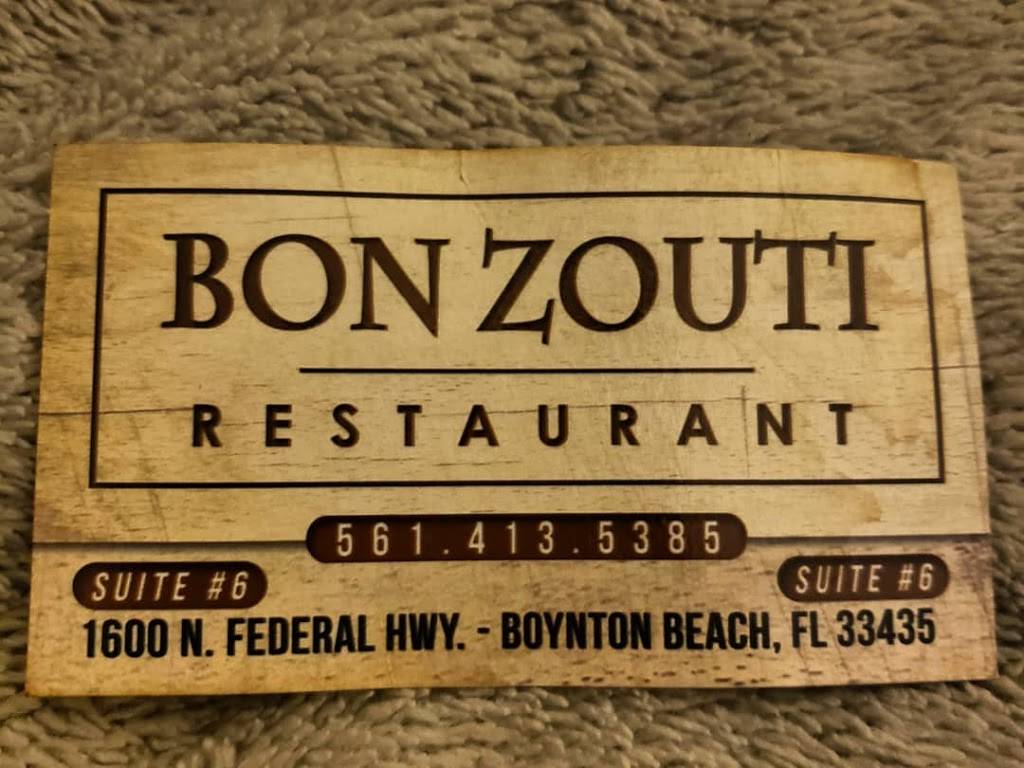 BON ZOUTI
RESTAURANT
561.413.5385
SUITE #6
SUITE #6
1600 N. FEDERAL HWY. - BOYNTON BEACH, FL 33435